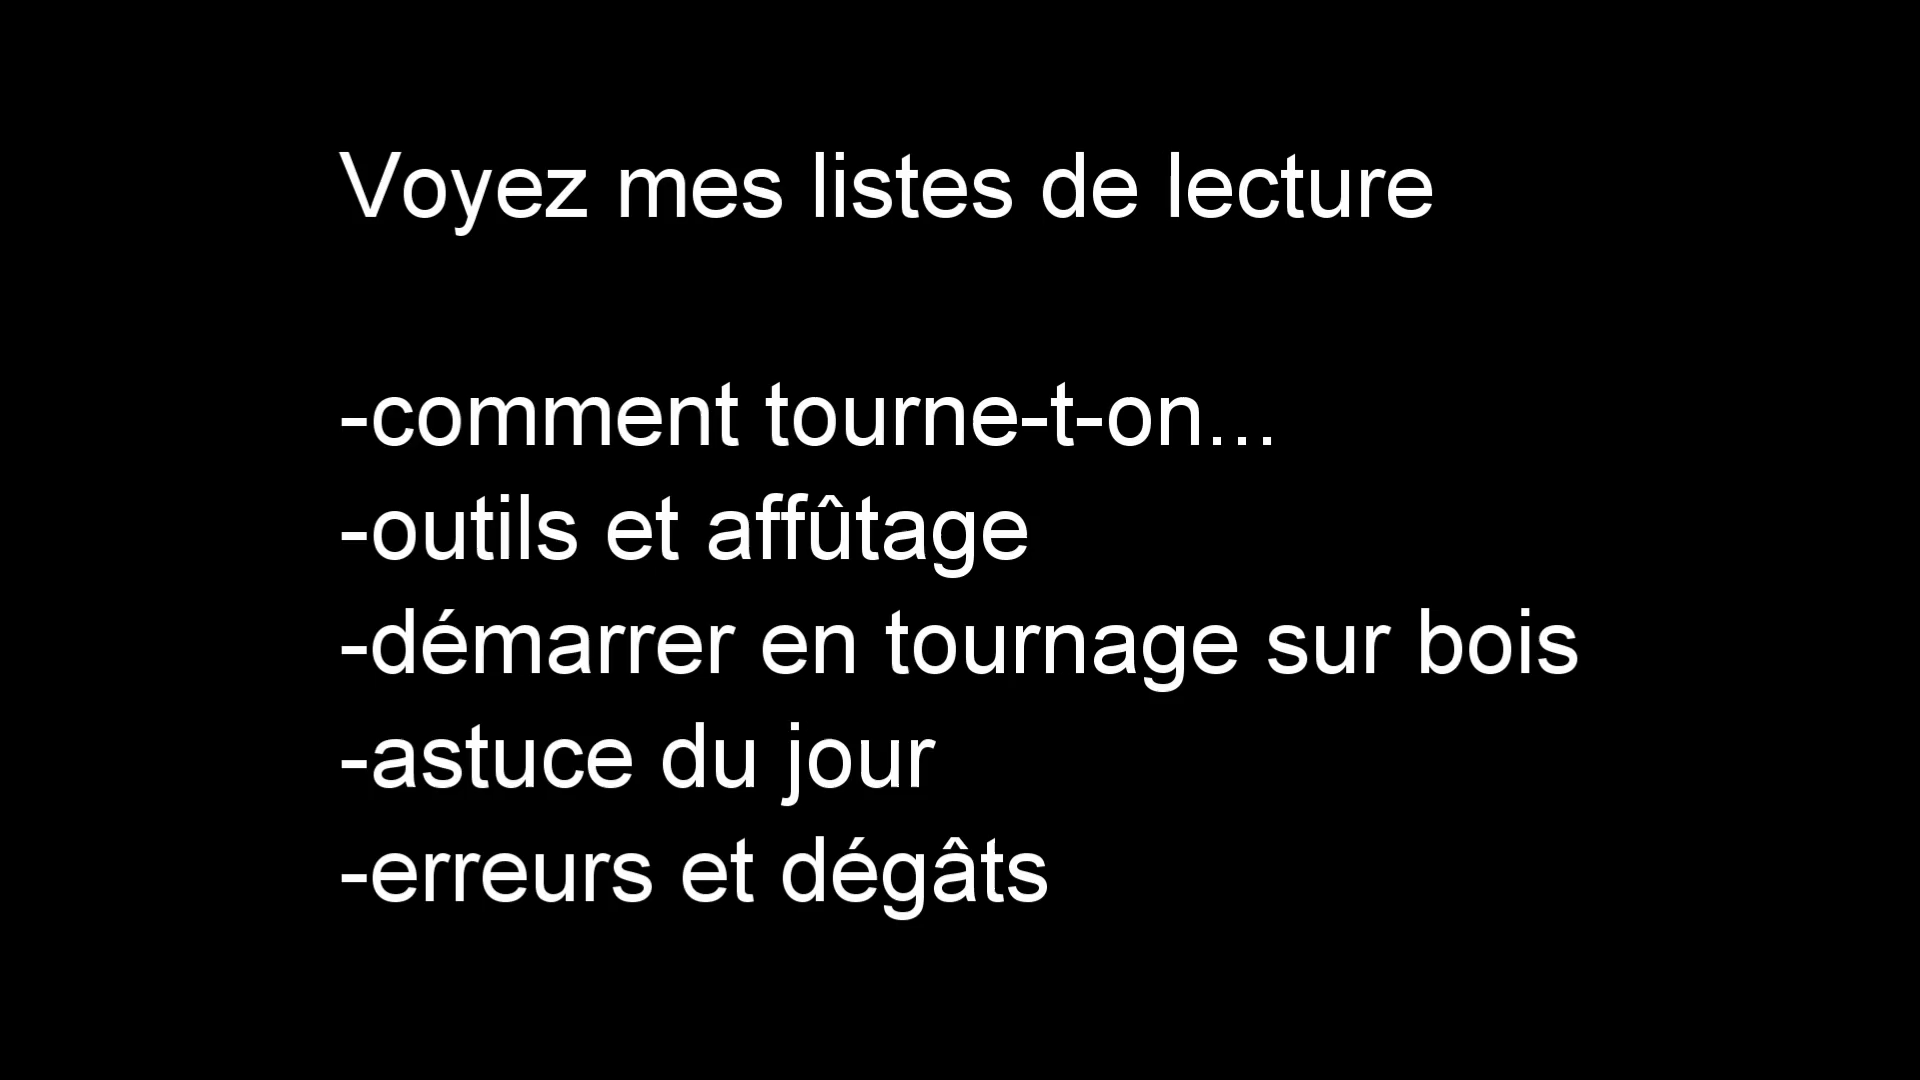 Voyez mes listes de lecture
-comment tourne-t-on...
-outils et affûtage
-démarrer en tournage sur bois
-astuce du jour
-erreurs et dégâts